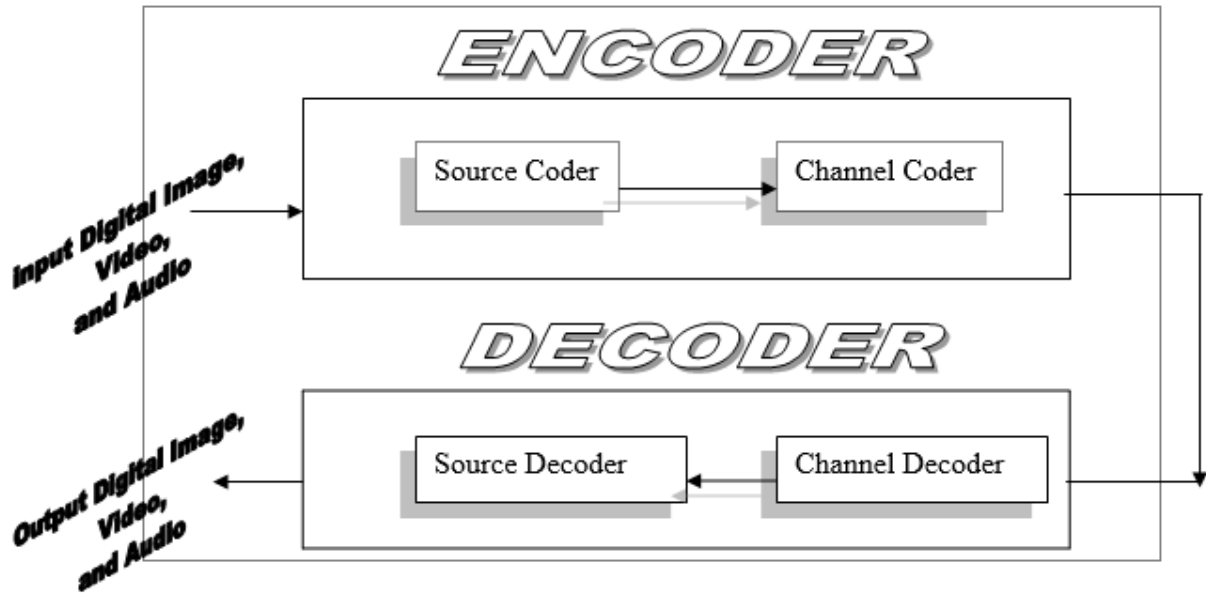 ENCODER
input Digital Image,
Video,
and Audio
Source Coder
Channel Coder
DECODER
Output Digital Image,
Video,
and Audio
Source Decoder
Channel Decoder